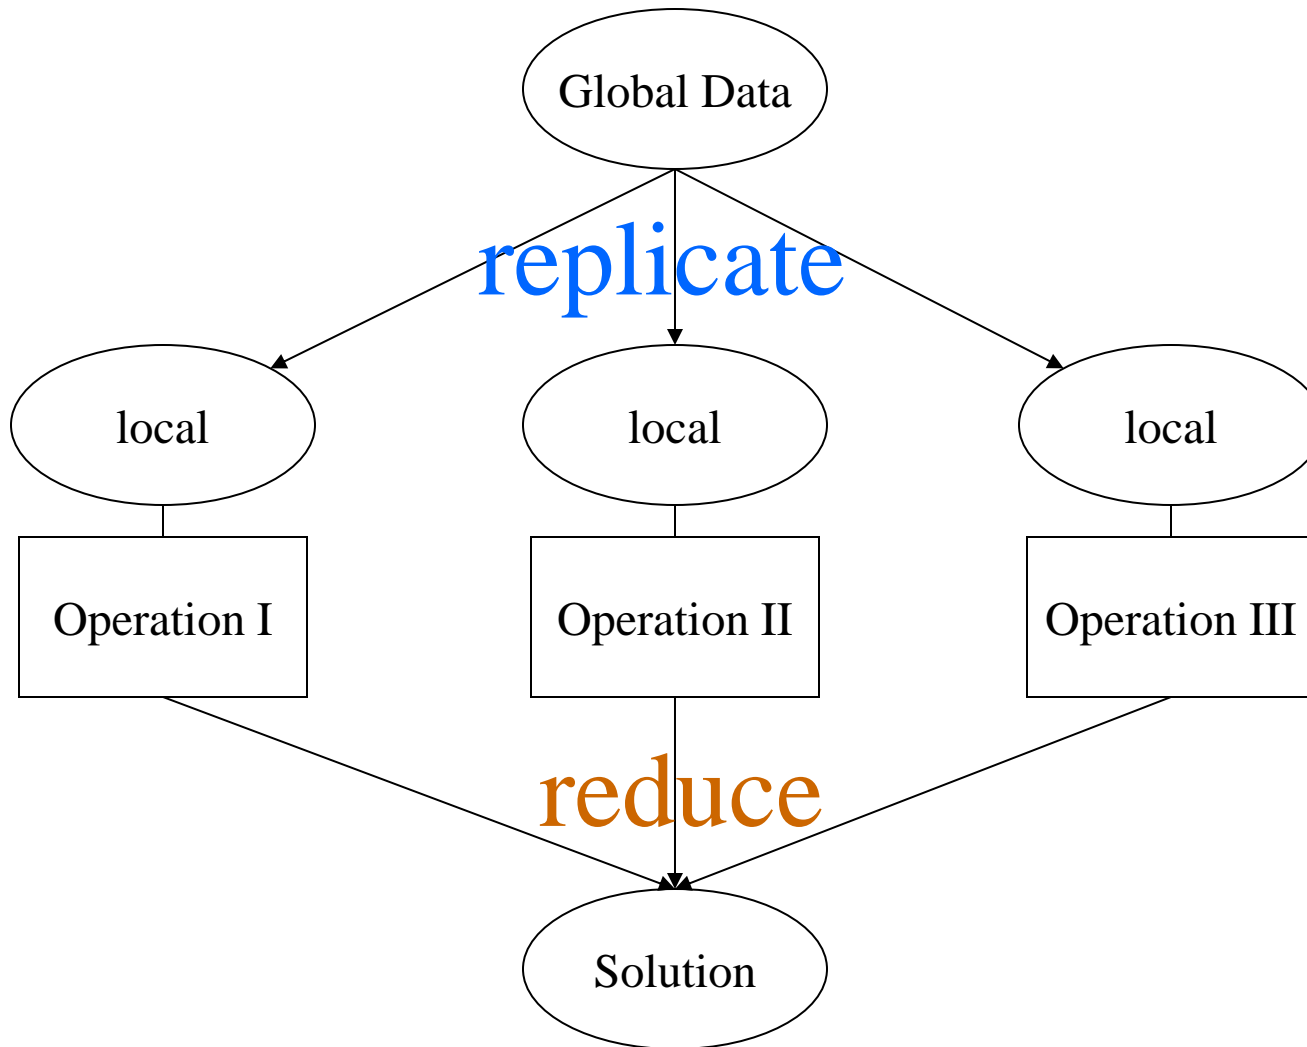 Global Data
replicate
local
local
local
Operation I
Operation II
Operation III
reduce
Solution